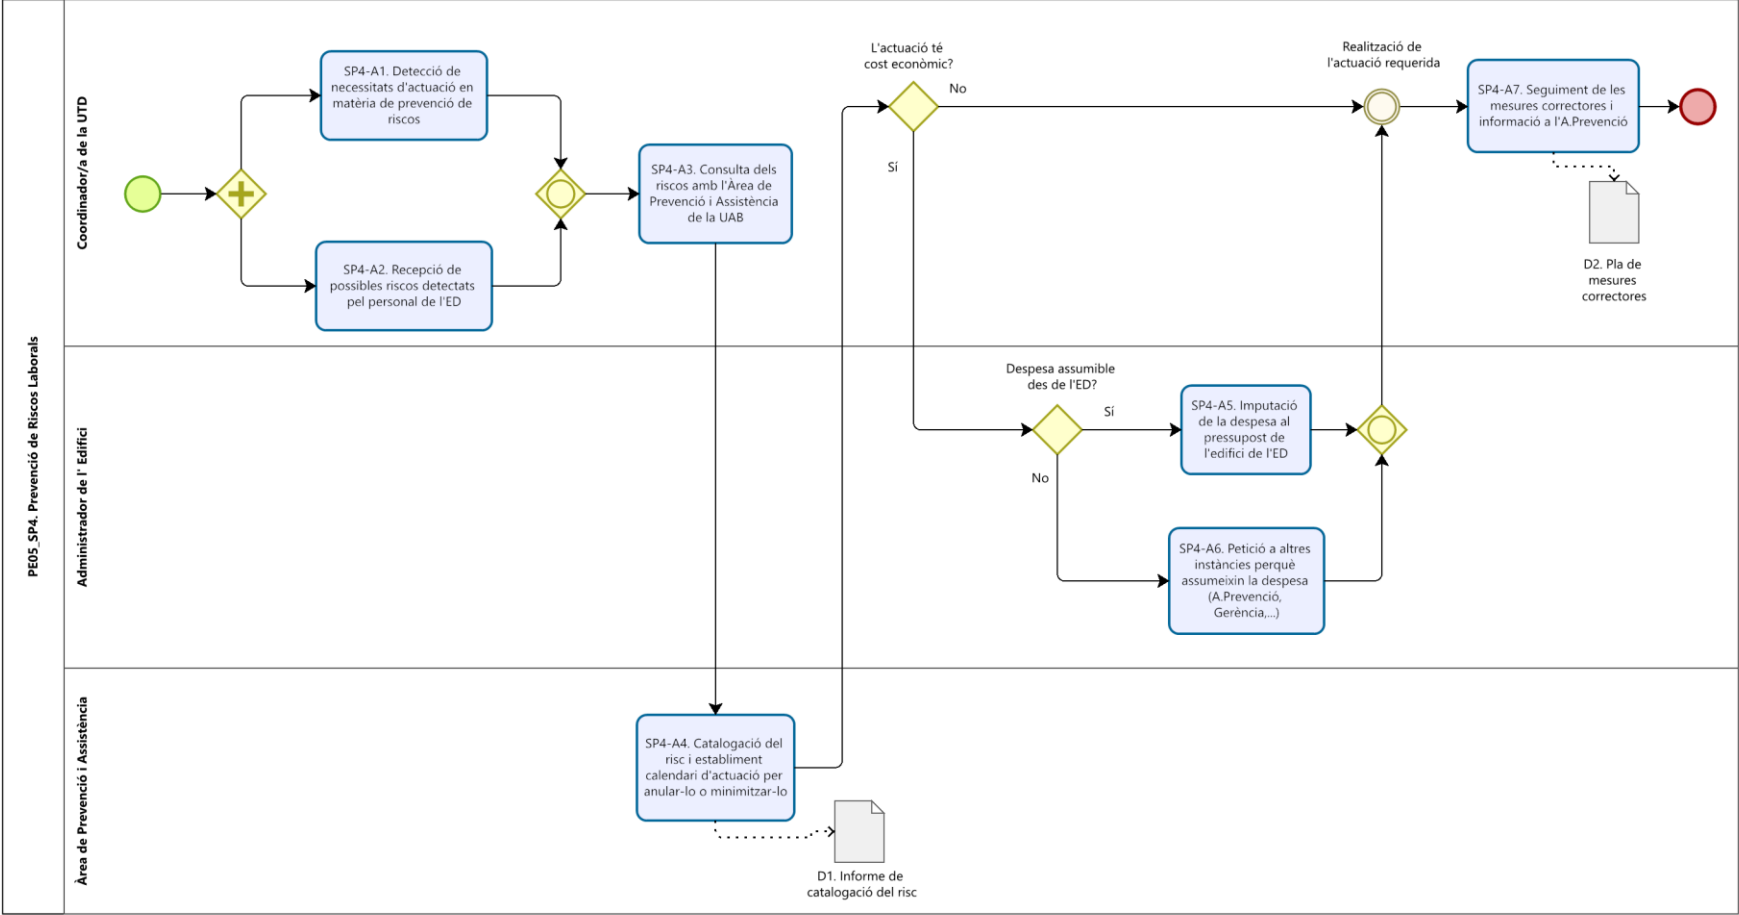 PE05_SP4. Prevenció de Riscos Laborals
Coordinador/a de la UTD
SP4-A1. Detecció de
necessitats d'actuació en
matèria de prevenció de
riscos
SP4-A2. Recepció de
possibles riscos detectats
pel personal de l'ED
SP4-A3. Consulta dels
riscos amb l'Àrea de
Prevenció i Assistència
de la UAB
L'actuació té
cost econòmic?
No
Sí
Realització de
l'actuació requerida
SP4-A7. Seguiment de les
mesures correctores i
informació a l'A.Prevenció
D2. Pla de
mesures
correctores
Administrador de l' Edifici
Despesa assumible
des de l'ED?
Sí
No
SP4-A5. Imputació
de la despesa al
pressupost de
l'edifici de l'ED
SP4-A6. Petició a altres
instàncies perquè
assumeixin la despesa
(A.Prevenció,
Gerència,...)
Àrea de Prevenció i Assistència
SP4-A4. Catalogació del
risc i establiment
calendari d'actuació per
anular-lo o minimitzar-lo
D1. Informe de
catalogació del risc